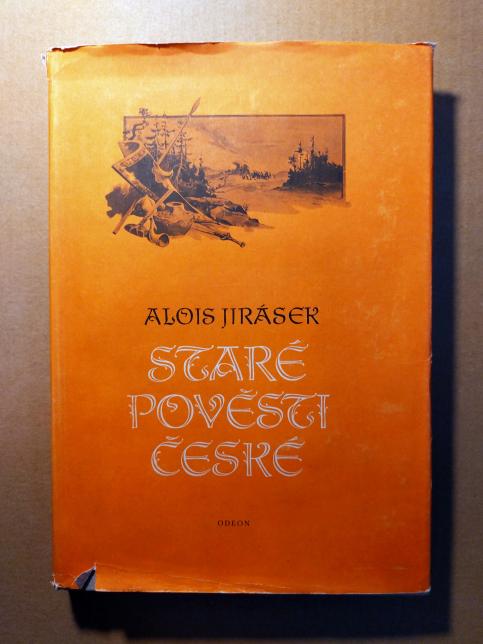 ALOIS JIRÁSEK
STARÉ
POVĚSTI
ČESKÉ
ODEON